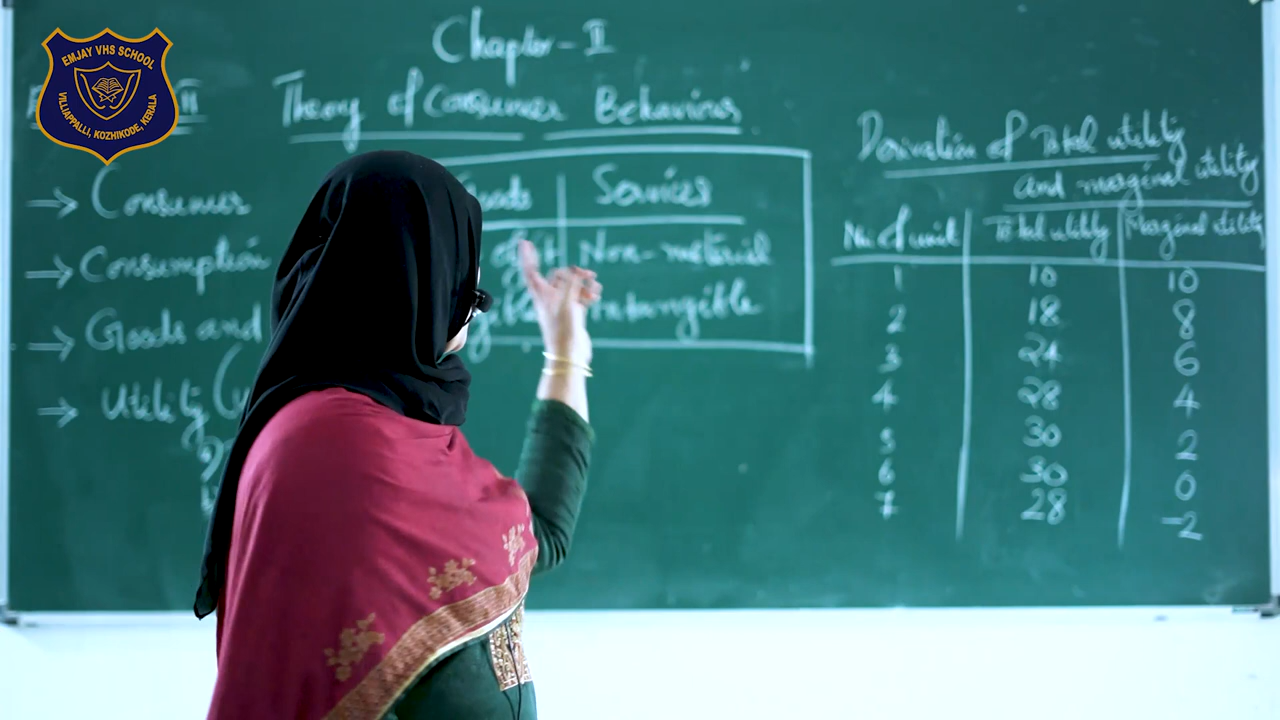 EMJAY VHS SCHOOL
VILLIAPPALLI, KOZHIKODE, KERALA
Chapter - II
Theory of Consumer Behaviour
→ Consumer
→ Consumption
→ Goods and
→ Utility
Goods Services
Non-material
Intangible
Derivation of Total utility
and marginal utility
No of unit Total utility Marginal utility
1 10 10
2 18 8
3 24 6
4 28 4
5 30 2
6 30 0
7 28 -2